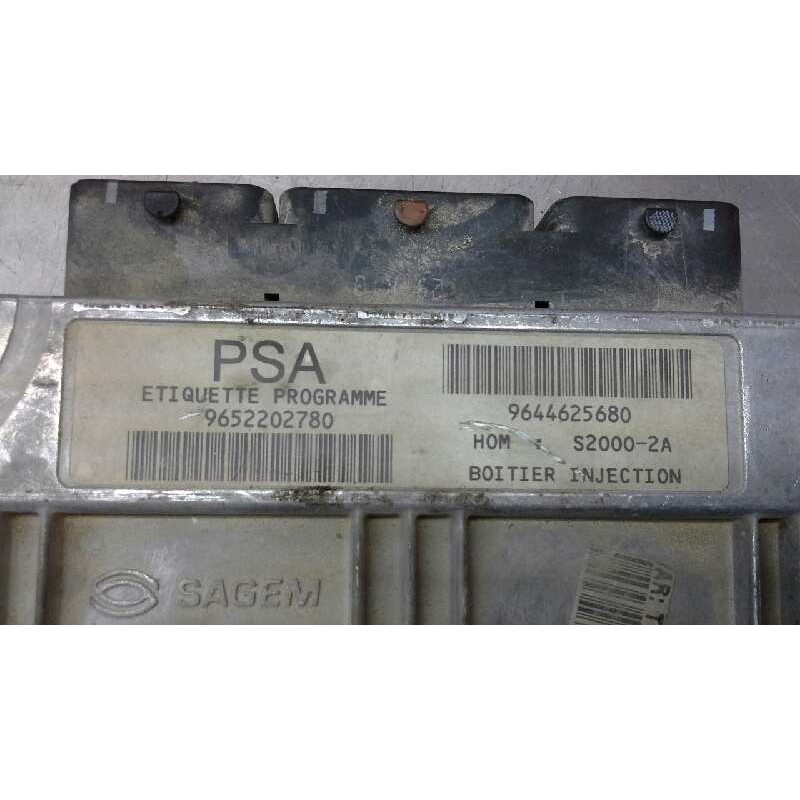 PSA
ETIQUETTE PROGRAMME
9652202780
9644625680
HOM : S2000-2A
BOITIER INJECTION
SAGEM